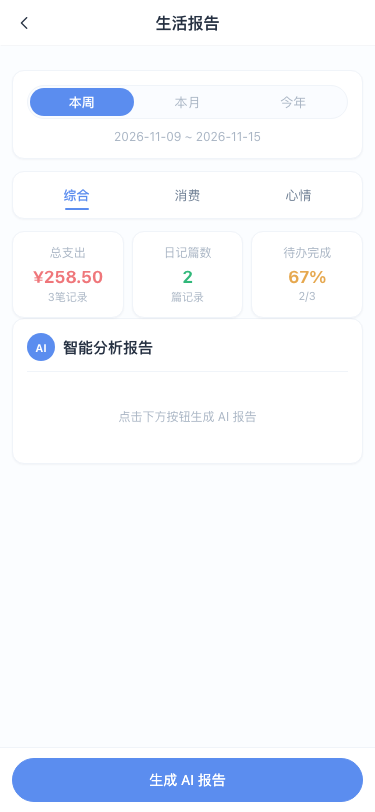 生活报告
本周 本月 今年
2026-11-09 ~ 2026-11-15
综合 消费 心情
总支出 日记篇数 待办完成
¥258.50 2 67%
3笔记录 篇记录 2/3
AI 智能分析报告
点击下方按钮生成 AI 报告
生成 AI 报告